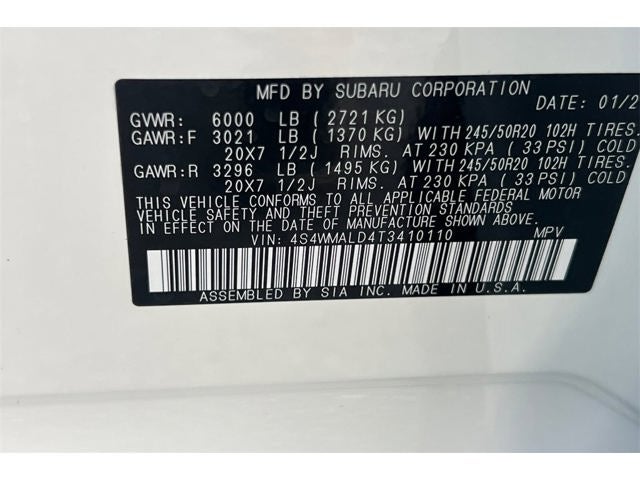 MFD BY SUBARU CORPORATION
DATE: 01/2
GVWR: 6000 LB ( 2721 KG)
GAWR:F 3021 LB ( 1370 KG) WITH 245/50R20 102H TIRES.
20X7 1/2J RIMS. AT 230 KPA ( 33 PSI) COLD
GAWR:R 3296 LB ( 1495 KG) WITH 245/50R20 102H TIRES.
20X7 1/2J RIMS. AT 230 KPA ( 33 PSI) COLD
THIS VEHICLE CONFORMS TO ALL APPLICABLE FEDERAL MOTOR
VEHICLE SAFETY AND THEFT PREVENTION STANDARDS
IN EFFECT ON THE DATE OF MANUFACTURE SHOWN ABOVE.
VIN: 4S4WMALD4T3410110 MPV
ASSEMBLED BY SIA INC. MADE IN U.S.A.